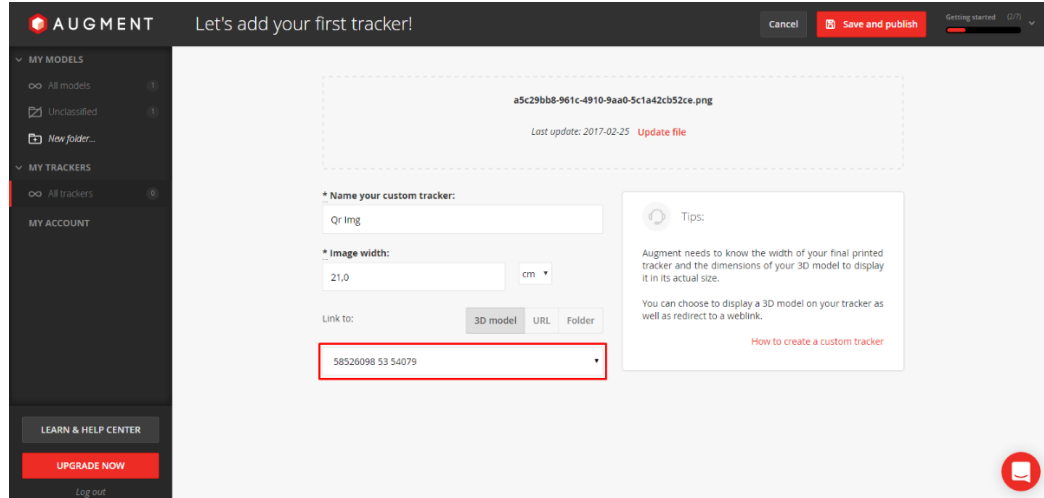 AUGMENT
Let's add your first tracker!
Cancel
Save and publish
Getting started (2/7)
MY MODELS
All models 1
Unclassified 1
New folder...
MY TRACKERS
All trackers 0
MY ACCOUNT
LEARN & HELP CENTER
UPGRADE NOW
Log out
a5c29bb8-961c-4910-9aa0-5c1a42cb52ce.png
Last update: 2017-02-25 Update file
* Name your custom tracker:
Qr Img
* Image width:
21,0
cm
Link to:
3D model URL Folder
58526098 53 54079
Tips:
Augment needs to know the width of your final printed
tracker and the dimensions of your 3D model to display
it in its actual size.
You can choose to display a 3D model on your tracker as
well as redirect to a weblink.
How to create a custom tracker